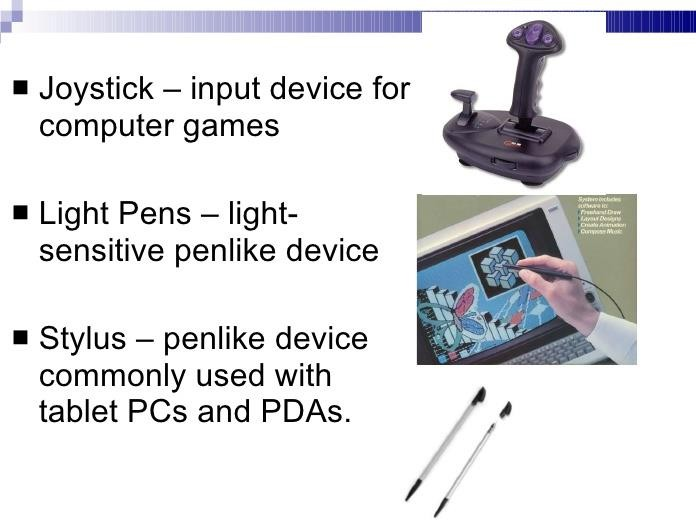 Joystick – input device for
computer games
Light Pens – light-
sensitive penlike device
Stylus – penlike device
commonly used with
tablet PCs and PDAs.
System includes
software to:
Freehand Draw
Layout Designs
Create Animation
Compose Music